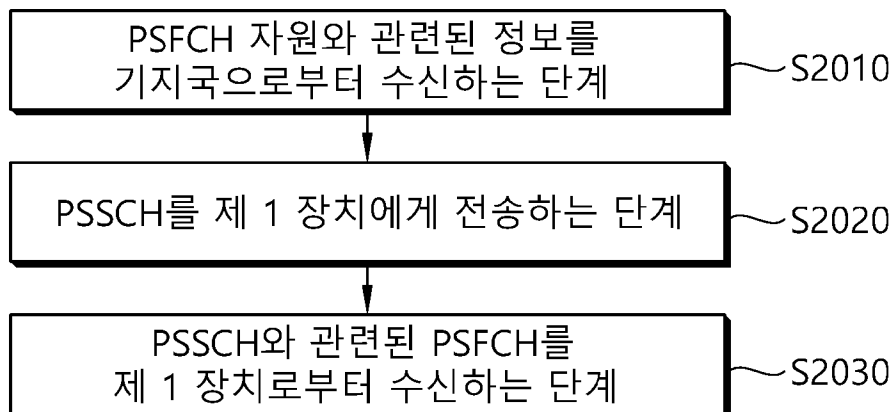 PSFCH 자원와 관련된 정보를
기지국으로부터 수신하는 단계
S2010
PSSCH를 제 1 장치에게 전송하는 단계
S2020
PSSCH와 관련된 PSFCH를
제 1 장치로부터 수신하는 단계
S2030